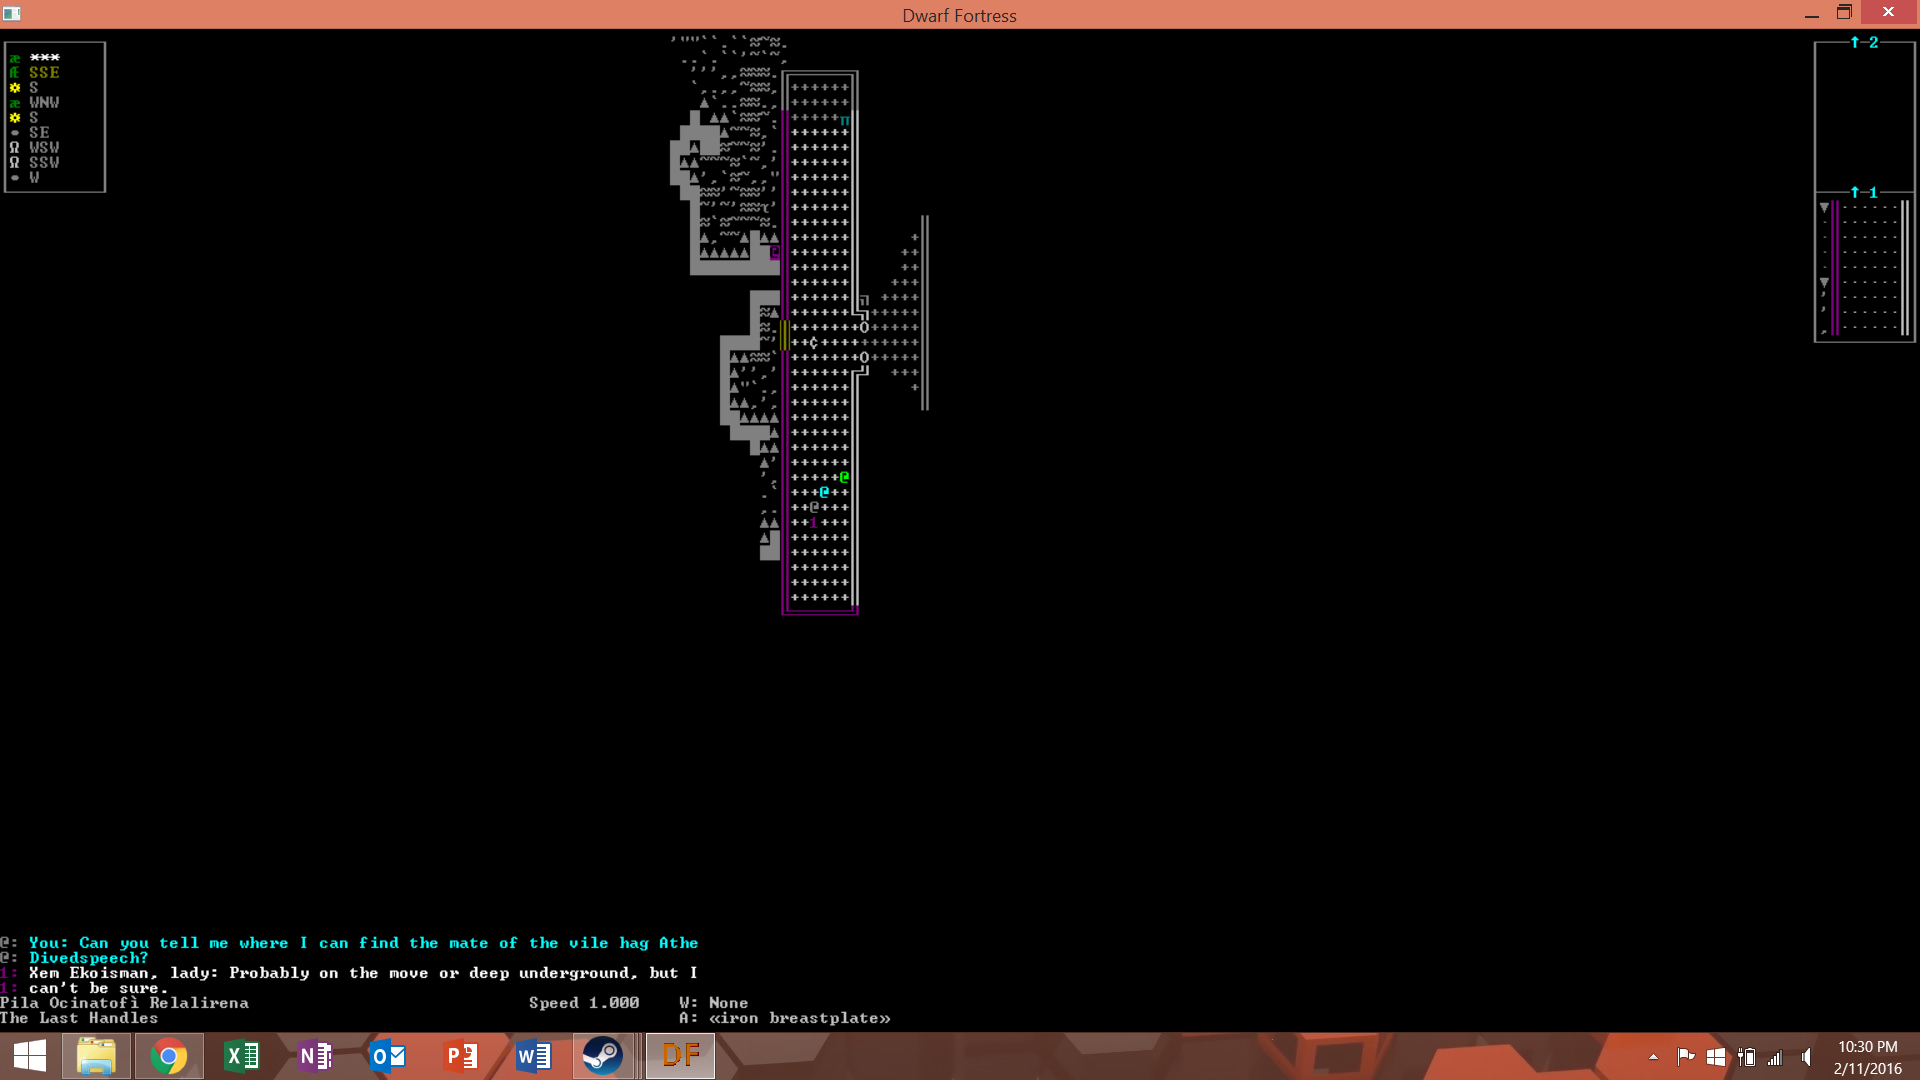 Dwarf Fortress
æ ***
Æ SSE
☼ S
æ WNW
☼ S
• SE
Ω WSW
Ω SSW
• W
↑ 2
↑ 1
@: You: Can you tell me where I can find the mate of the vile hag Athe
@: Divedspeech?
1: Xem Ekoisman, lady: Probably on the move or deep underground, but I
1: can't be sure.
Pila Ocinatofì Relalirena Speed 1.000 W: None
The Last Handles A: «iron breastplate»
DF
10:30 PM
2/11/2016